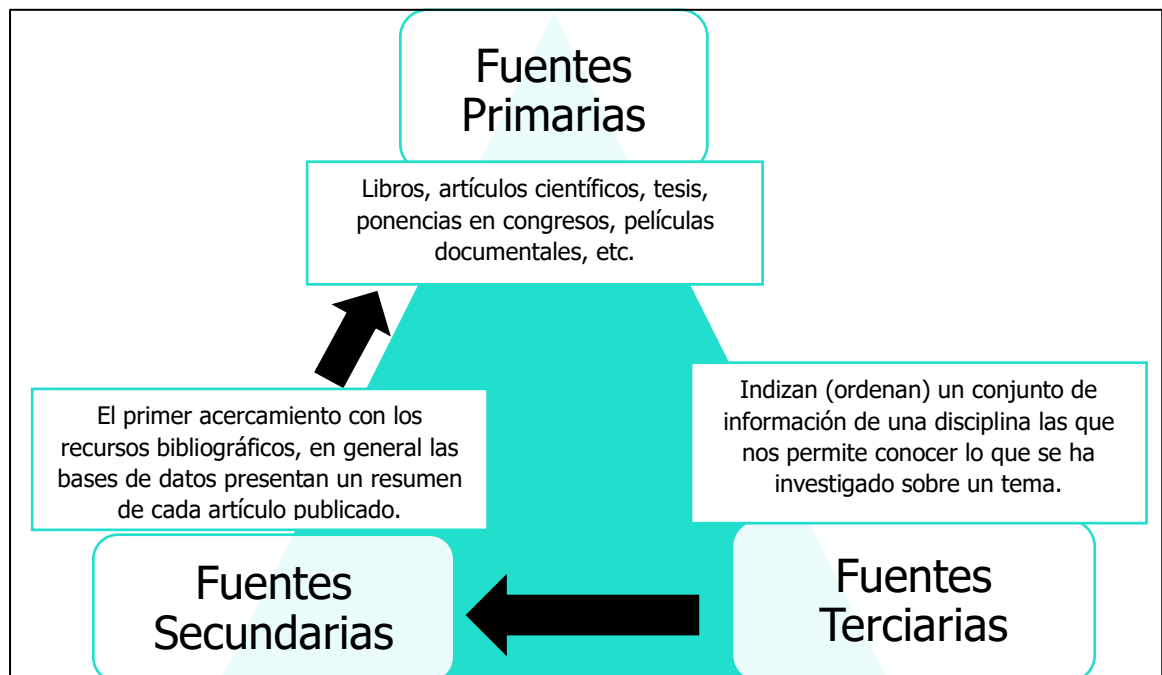 Fuentes
Primarias
Libros, artículos científicos, tesis,
ponencias en congresos, películas
documentales, etc.
El primer acercamiento con los
recursos bibliográficos, en general las
bases de datos presentan un resumen
de cada artículo publicado.
Indizan (ordenan) un conjunto de
información de una disciplina las que
nos permite conocer lo que se ha
investigado sobre un tema.
Fuentes
Secundarias
Fuentes
Terciarias